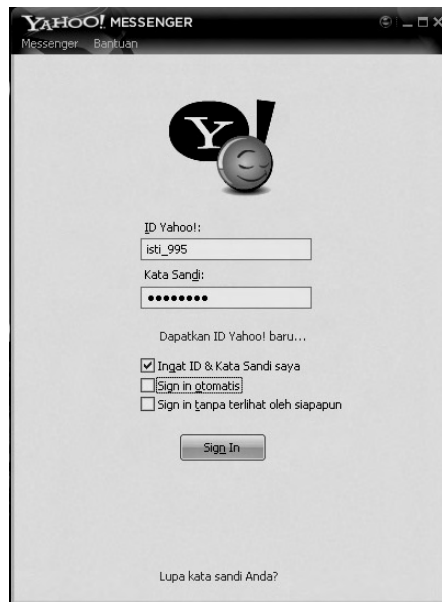 YAHOO! MESSENGER
Messenger Bantuan
Y!
ID Yahoo!:
isti_995
Kata Sandi:
Dapatkan ID Yahoo! baru...
Ingat ID & Kata Sandi saya
Sign in otomatis
Sign in tanpa terlihat oleh siapapun
Sign In
Lupa kata sandi Anda?